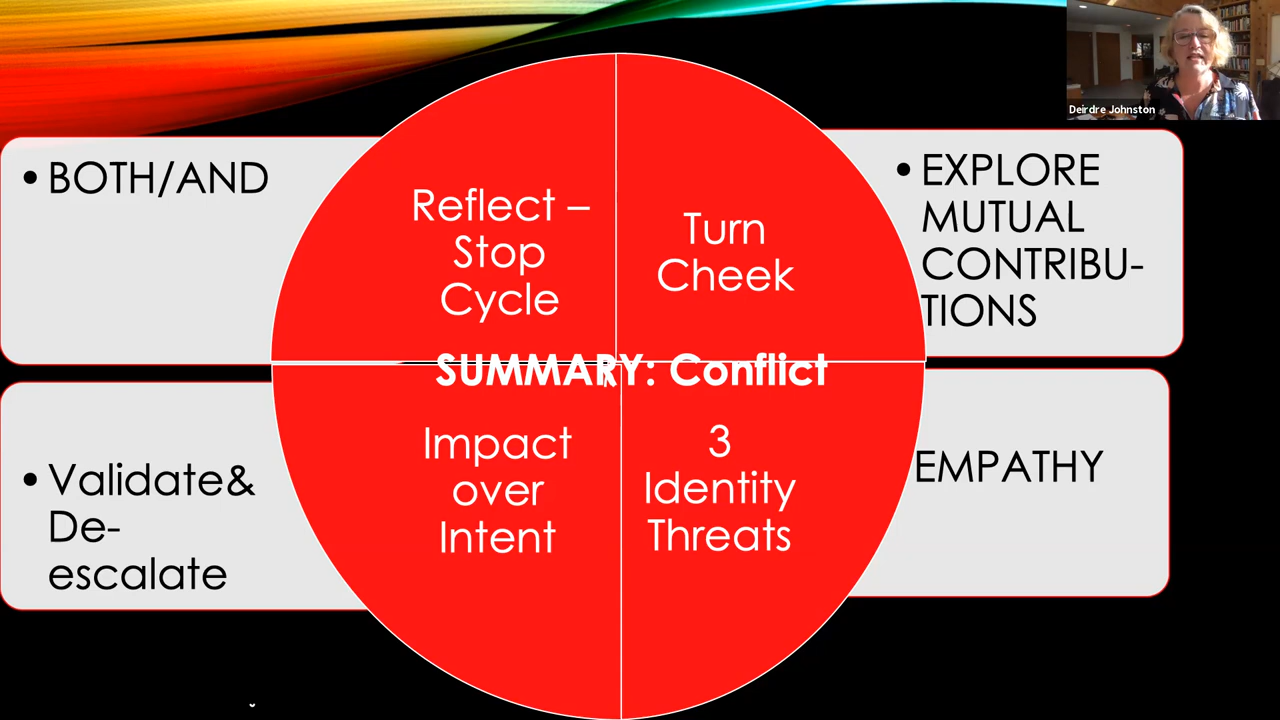 Deirdre Johnston
• BOTH/AND
Reflect –
Stop
Cycle
Turn
Cheek
• EXPLORE
MUTUAL
CONTRIBU-
TIONS
SUMMARY: Conflict
• Validate&
De-
escalate
Impact
over
Intent
3
Identity
Threats
EMPATHY